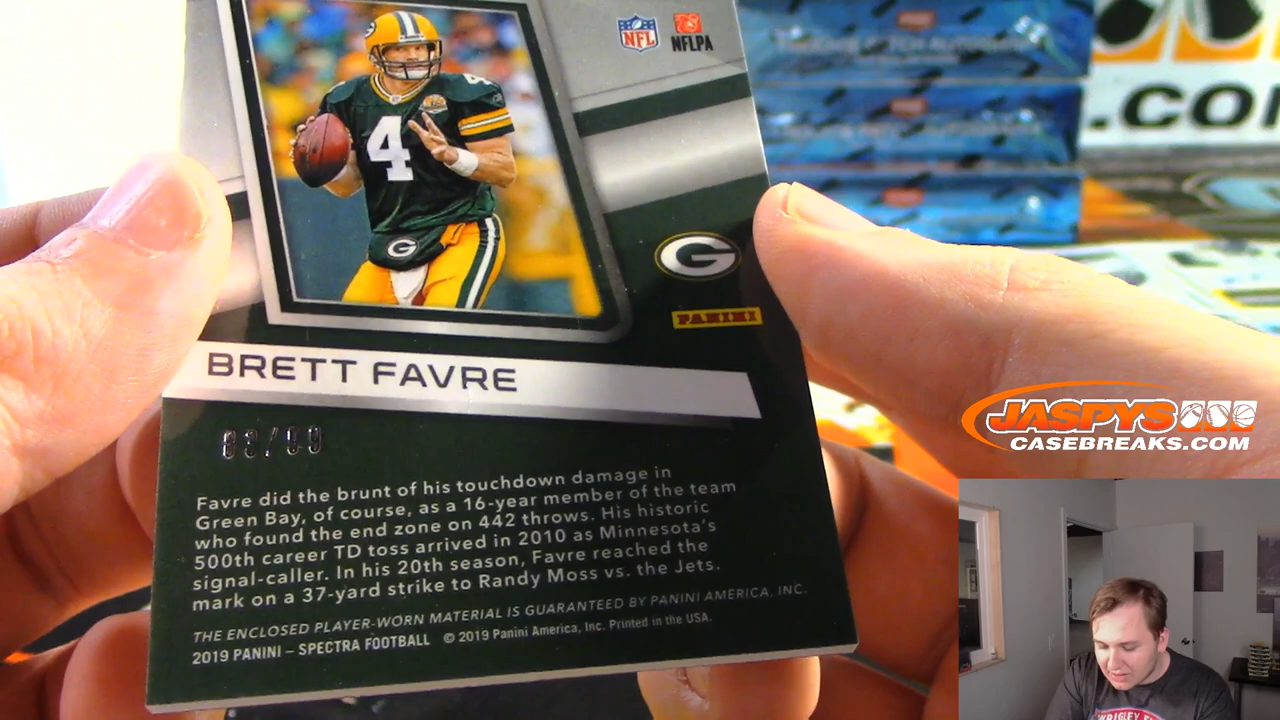 NFL
NFLPA
.COM
4
4
G
G
PANINI
BRETT FAVRE
Favre did the brunt of his touchdown damage in
Green Bay, of course, as a 16-year member of the team
who found the end zone on 442 throws. His historic
500th career TD toss arrived in 2010 as Minnesota's
signal-caller. In his 20th season, Favre reached the
mark on a 37-yard strike to Randy Moss vs. the Jets.
THE ENCLOSED PLAYER-WORN MATERIAL IS GUARANTEED BY PANINI AMERICA, INC.
2019 PANINI – SPECTRA FOOTBALL © 2019 Panini America, Inc. Printed in the USA.
JASPYS
CASEBREAKS.COM